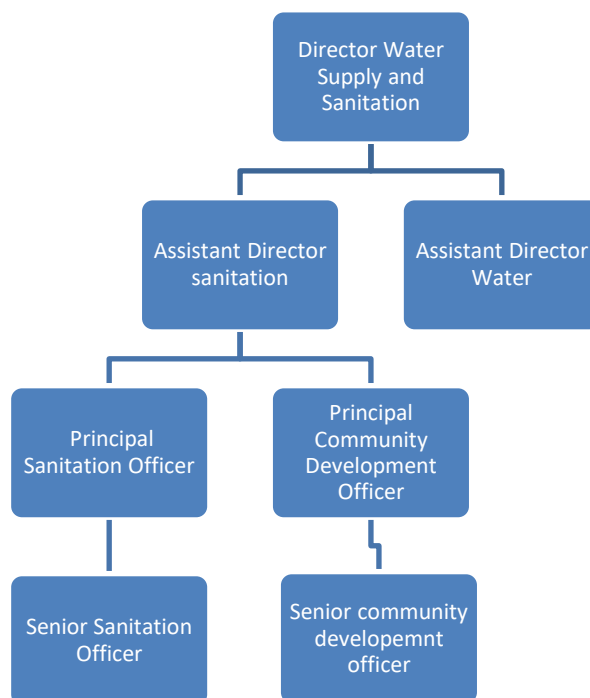 Director Water
Supply and
Sanitation
Assistant Director
sanitation
Assistant Director
Water
Principal
Sanitation Officer
Principal
Community
Development
Officer
Senior Sanitation
Officer
Senior community
developemnt
officer